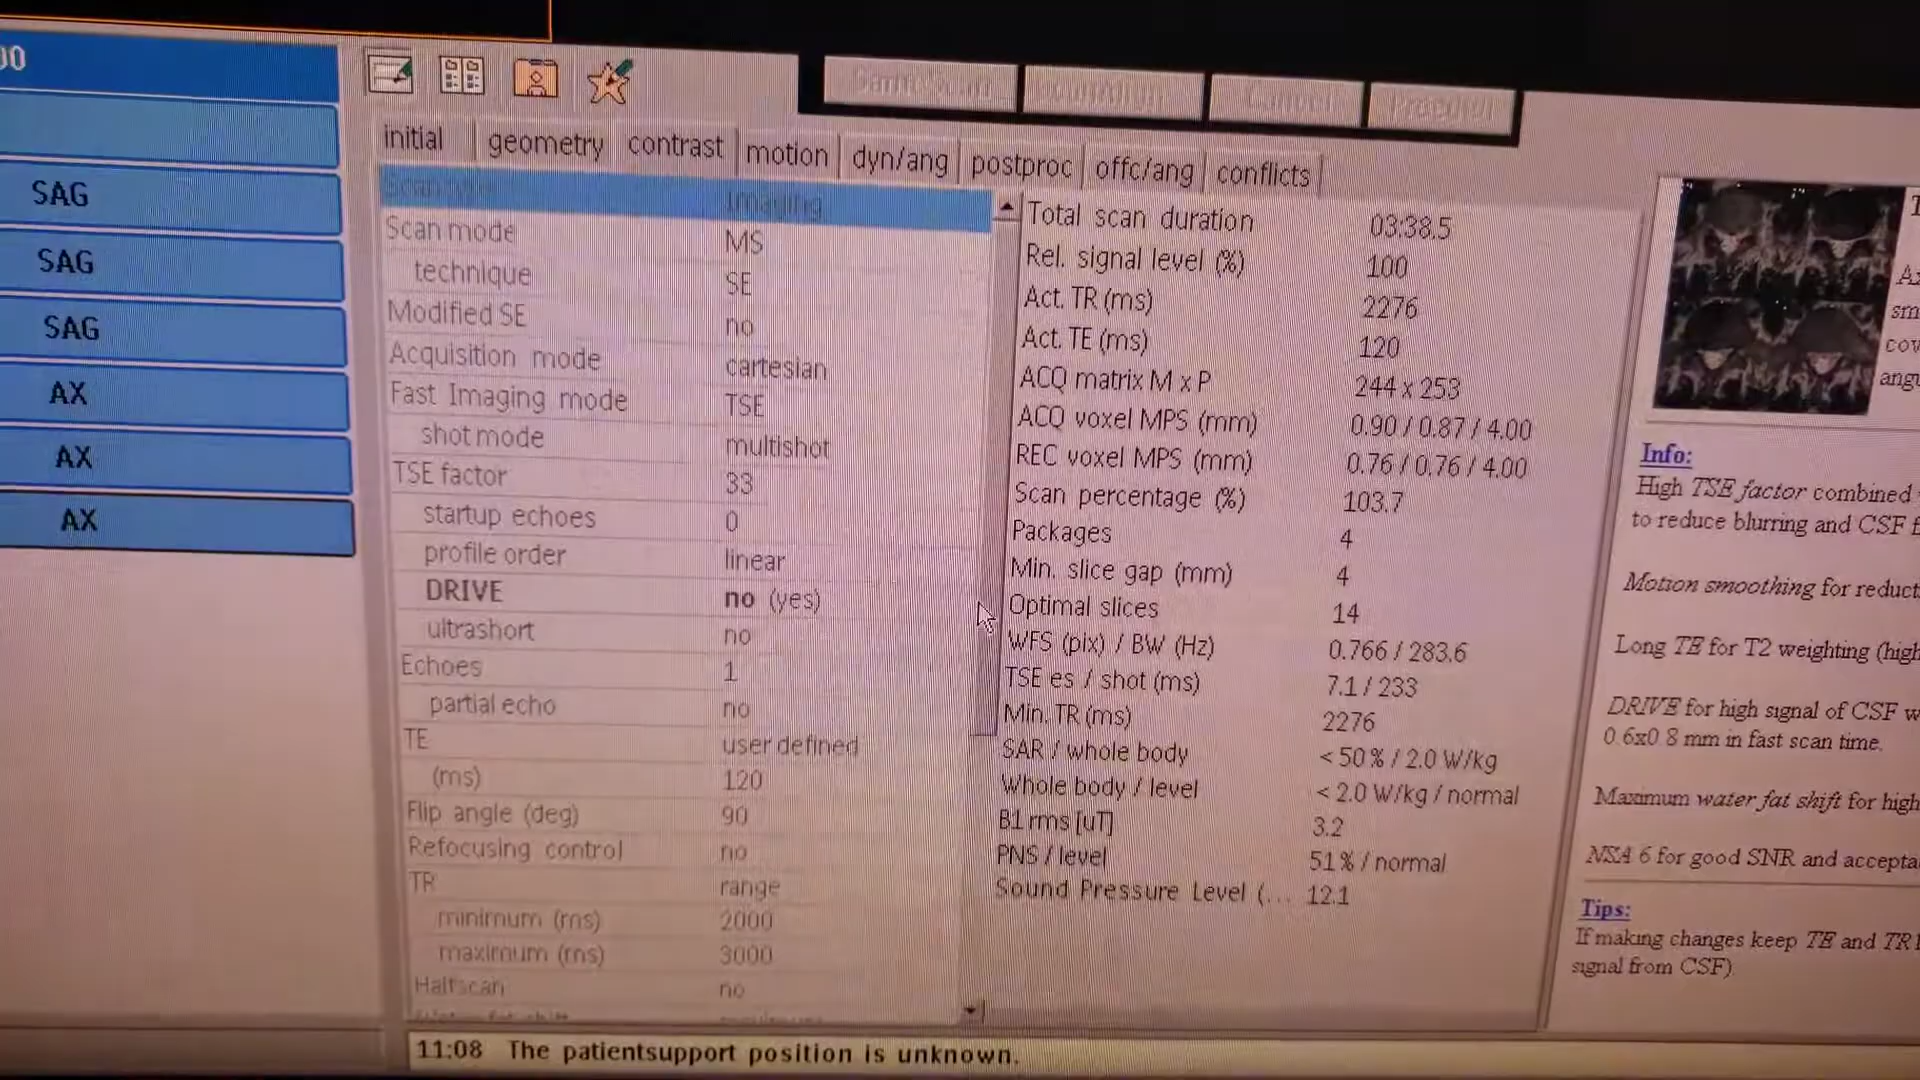 00
SAG
SAG
SAG
AX
AX
AX
Start Scan
Cancel
initial
geometry
contrast
motion
dyn/ang
postproc
offc/ang
conflicts
Scan type Imaging
Scan mode MS
technique SE
Modified SE no
Acquisition mode cartesian
Fast Imaging mode TSE
shot mode multishot
TSE factor 33
startup echoes 0
profile order linear
DRIVE no (yes)
ultrashort no
Echoes 1
partial echo no
TE user defined
(ms) 120
Flip angle (deg) 90
Refocusing control no
TR range
minimum (ms) 2000
maximum (ms) 3000
Halfscan no
Total scan duration 03:38.5
Rel. signal level (%) 100
Act. TR (ms) 2276
Act. TE (ms) 120
ACQ matrix M x P 244 x 253
ACQ voxel MPS (mm) 0.90 / 0.87 / 4.00
REC voxel MPS (mm) 0.76 / 0.76 / 4.00
Scan percentage (%) 103.7
Packages 4
Min. slice gap (mm) 4
Optimal slices 14
WFS (pix) / BW (Hz) 0.766 / 283.6
TSE es / shot (ms) 7.1 / 233
Min. TR (ms) 2276
SAR / whole body < 50 % / 2.0 W/kg
Whole body / level < 2.0 W/kg / normal
B1 rms [uT] 3.2
PNS / level 51 % / normal
Sound Pressure Level (... 12.1
T
Ax
sm
cov
angu
Info:
High TSE factor combined
to reduce blurring and CSF f
Motion smoothing for reduct
Long TE for T2 weighting (high
DRIVE for high signal of CSF w
0.6x0.8 mm in fast scan time.
Maximum water fat shift for high
NSA 6 for good SNR and accepta
Tips:
If making changes keep TE and TR
signal from CSF)
11:08 The patientsupport position is unknown.